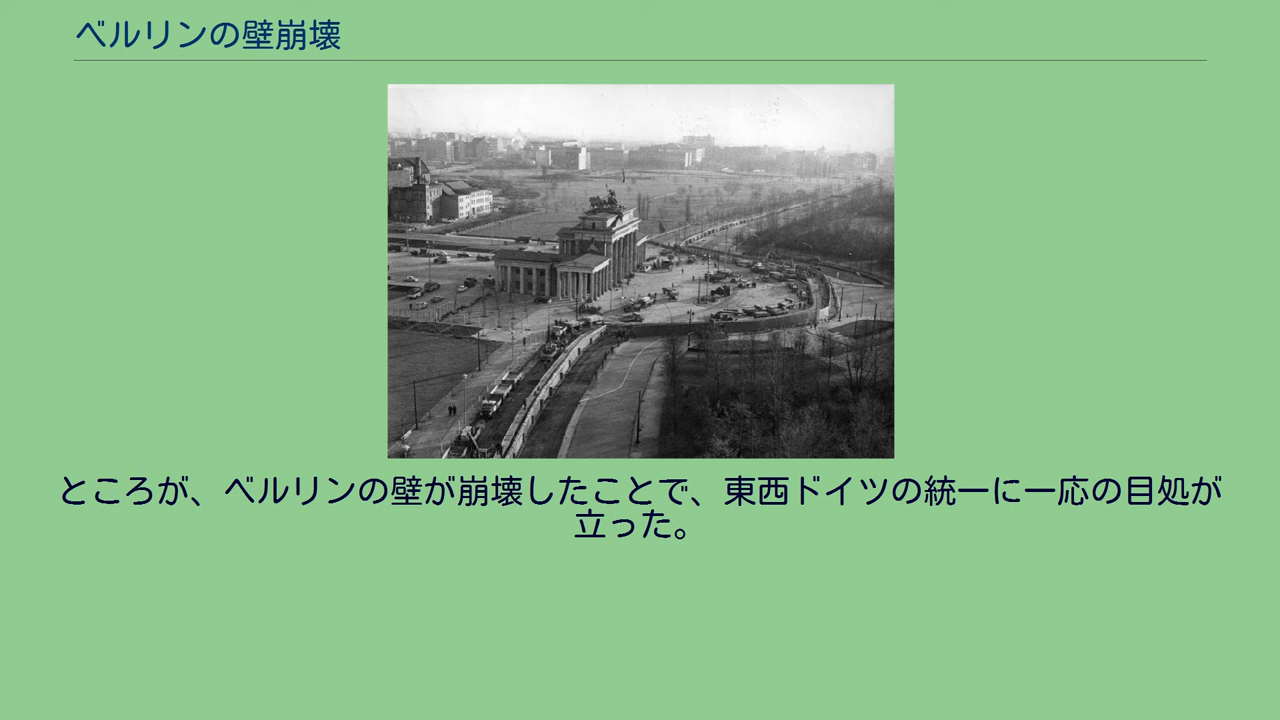 ベルリンの壁崩壊
ところが、ベルリンの壁が崩壊したことで、東西ドイツの統一に一応の目処が
立った。